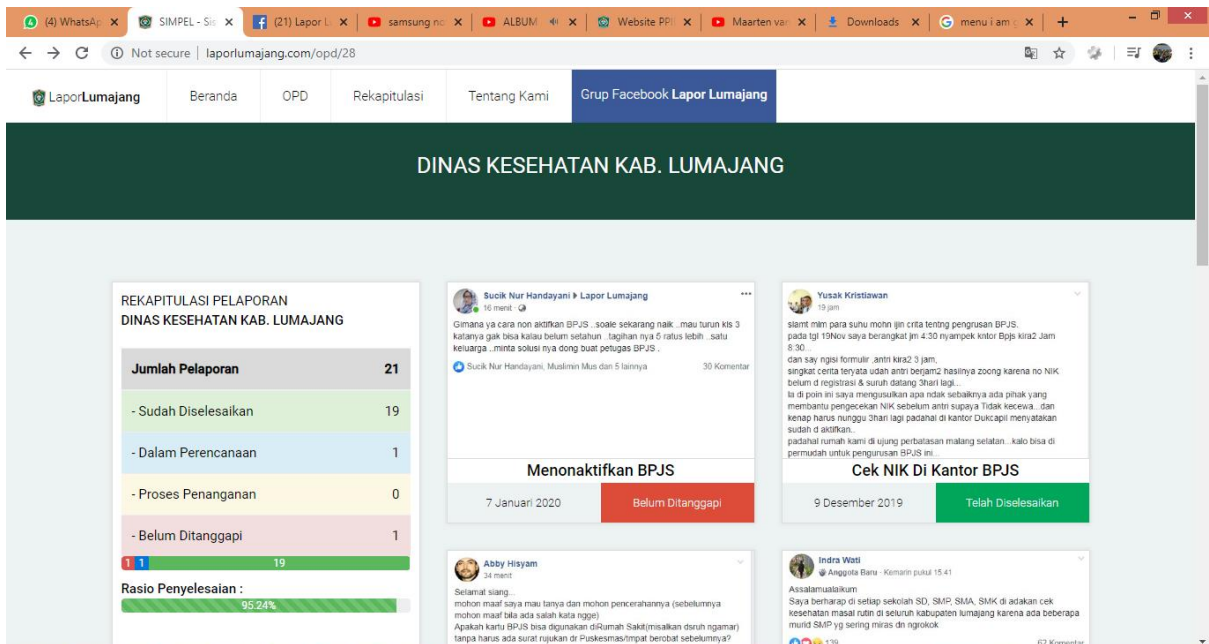 (4) WhatsAp
SIMPEL - Sis
(21) Lapor L
samsung no
ALBUM
Website PPI
Maarten van
Downloads
menu i am
Not secure | laporlumajang.com/opd/28
LaporLumajang
Beranda
OPD
Rekapitulasi
Tentang Kami
Grup Facebook Lapor Lumajang
DINAS KESEHATAN KAB. LUMAJANG
REKAPITULASI PELAPORAN
DINAS KESEHATAN KAB. LUMAJANG
Jumlah Pelaporan 21
- Sudah Diselesaikan 19
- Dalam Perencanaan 1
- Proses Penanganan 0
- Belum Ditanggapi 1
1 1 19
Rasio Penyelesaian :
95.24%
Sucik Nur Handayani ▸ Lapor Lumajang
16 menit
Gimana ya cara non aktifkan BPJS ..soale sekarang naik ..mau turun kls 3
katanya gak bisa kalau belum setahun ..tagihan nya 5 ratus lebih ..satu
keluarga ..minta solusi nya dong buat petugas BPJS .
Sucik Nur Handayani, Muslimin Mus dan 5 lainnya 30 Komentar
Menonaktifkan BPJS
7 Januari 2020
Belum Ditanggapi
Yusak Kristiawan
19 jam
slamt mlm para suhu mohn ijin crita tentng pengrusan BPJS.
pada tgl 19Nov saya berangkat jm 4:30 nyampek kntor Bpjs kira2 Jam
8:30..
dan say ngisi formulir ,antri kira2 3 jam,
singkat cerita teryata udah antri berjam2 hasilnya zoong karena no NIK
belum d registrasi & suruh datang 3hari lagi...
la di poin ini saya mengusulkan apa ndak sebaiknya ada pihak yang
membantu pengecekan NIK sebelum antri supaya Tidak kecewa...dan
kenap harus nunggu 3hari lagi padahal di kantor Dukcapil menyatakan
sudah d aktifkan..
padahal rumah kami di ujung perbatasan malang selatan...kalo bisa di
permudah untuk pengurusan BPJS ini...
Cek NIK Di Kantor BPJS
9 Desember 2019
Telah Diselesaikan
Abby Hisyam
34 menit
Selamat siang...
mohon maaf saya mau tanya dan mohon pencerahannya (sebelumnya
mohon maaf bila ada salah kata ngge)
Apakah kartu BPJS bisa digunakan diRumah Sakit(misalkan dsruh ngamar)
tanpa harus ada surat rujukan dr Puskesmas/tmpat berobat sebelumnya?
Indra Wati
Anggota Baru · Kemarin pukul 15.41
Assalamualaikum
Saya berharap di setiap sekolah SD, SMP, SMA, SMK di adakan cek
kesehatan masal rutin di seluruh kabupaten lumajang karena ada beberapa
murid SMP yg sering miras dn ngrokok
139 67 Komentar